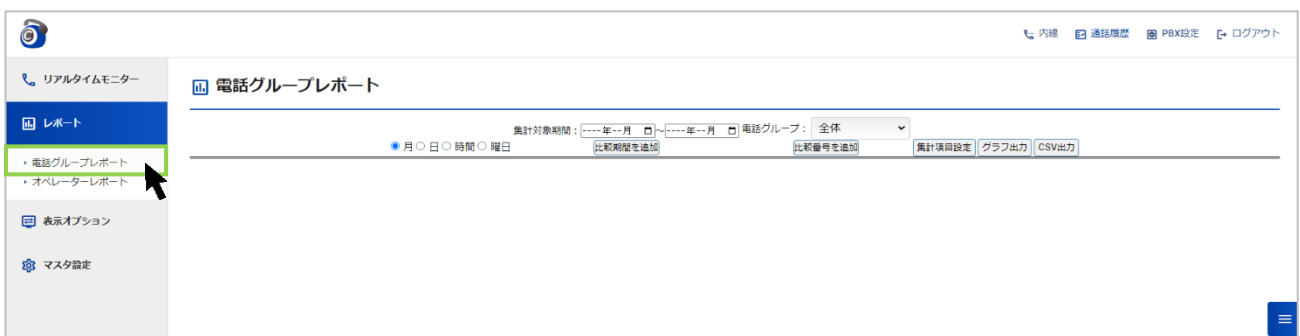 内線 通話履歴 PBX設定 ログアウト
リアルタイムモニター
レポート
電話グループレポート
オペレーターレポート
表示オプション
マスタ設定
電話グループレポート
集計対象期間：----年--月～----年--月 電話グループ： 全体
月 日 時間 曜日 比較期間を追加 比較番号を追加 集計項目設定 グラフ出力 CSV出力